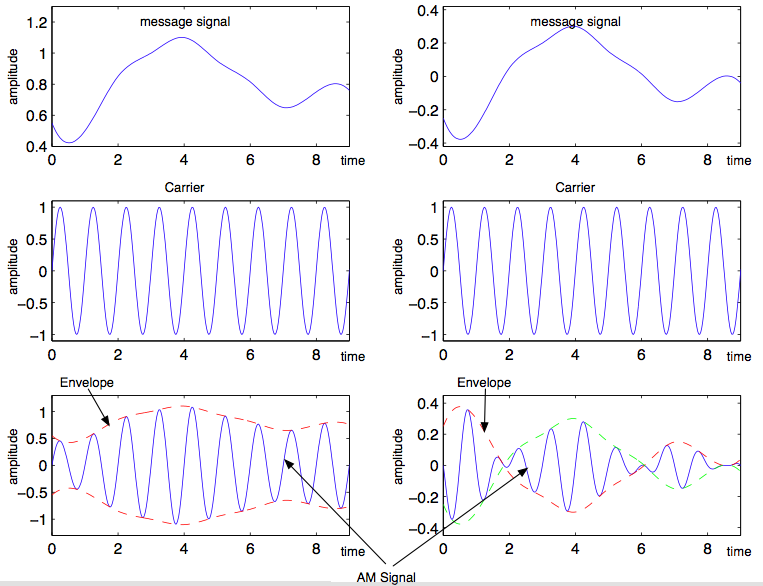 message signal
amplitude
1.2
1
0.8
0.6
0.4
0 2 4 6 8 time
message signal
amplitude
0.4
0.2
0
−0.2
−0.4
0 2 4 6 8 time
Carrier
amplitude
1
0.5
0
−0.5
−1
0 2 4 6 8 time
Carrier
amplitude
1
0.5
0
−0.5
−1
0 2 4 6 8 time
Envelope
amplitude
1
0.5
0
−0.5
−1
0 2 4 6 8 time
Envelope
amplitude
0.4
0.2
0
−0.2
−0.4
0 2 4 6 8 time
AM Signal